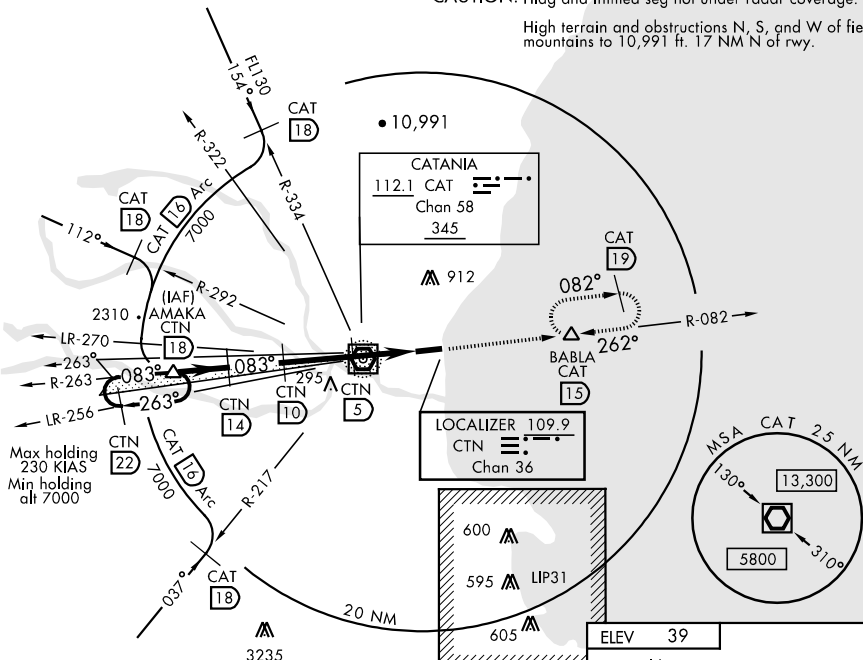 CAUTION: Hiag and Inmed seg not under radar coverage.
High terrain and obstructions N, S, and W of fie
mountains to 10,991 ft. 17 NM N of rwy.
FL130
154°
CAT
18
R-322
10,991
R-334
CATANIA
112.1 CAT
Chan 58
345
CAT
18
CAT 16 Arc
7000
112°
R-292
912
CAT
19
082°
R-082
262°
BABLA
CAT
15
2310
(IAF)
AMAKA
CTN
18
LR-270
263°
R-263
083°
083°
LR-256
263°
295
CTN
5
CTN
10
CTN
14
CTN
22
Max holding
230 KIAS
Min holding
alt 7000
CAT 16 Arc
7000
R-217
LOCALIZER 109.9
CTN
Chan 36
MSA CAT 25 NM
130°
13,300
5800
310°
037°
CAT
18
20 NM
600
595
LIP31
605
3235
ELEV 39